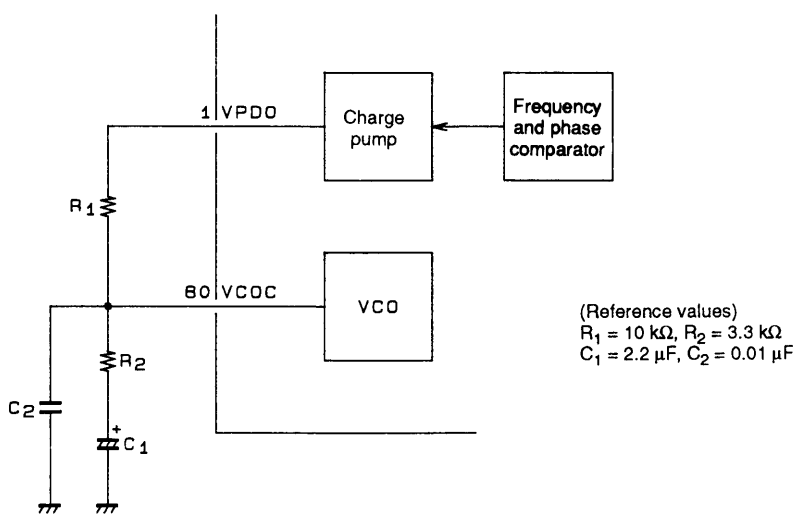 1 VPDO
Charge
pump
Frequency
and phase
comparator
R1
80 VCOC
VCO
(Reference values)
R1 = 10 kΩ, R2 = 3.3 kΩ
C1 = 2.2 µF, C2 = 0.01 µF
R2
C2
+
C1